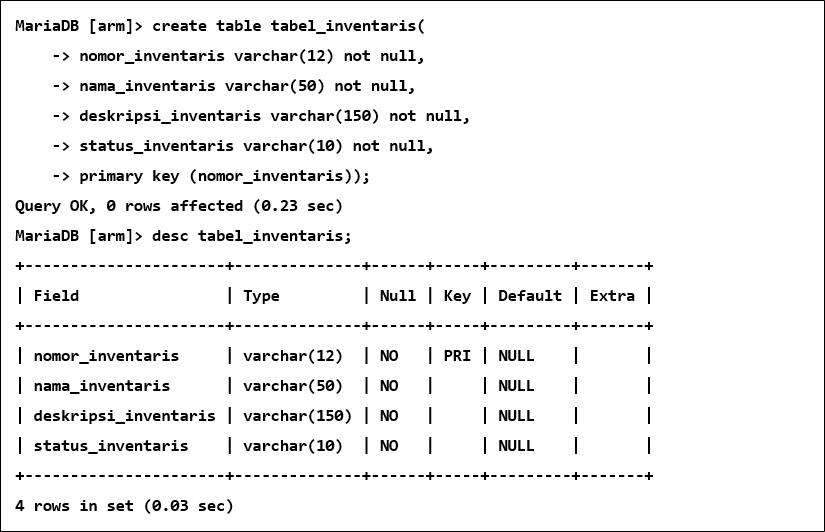 MariaDB [arm]> create table tabel_inventaris(
    -> nomor_inventaris varchar(12) not null,
    -> nama_inventaris varchar(50) not null,
    -> deskripsi_inventaris varchar(150) not null,
    -> status_inventaris varchar(10) not null,
    -> primary key (nomor_inventaris));
Query OK, 0 rows affected (0.23 sec)
MariaDB [arm]> desc tabel_inventaris;
+----------------------+--------------+------+-----+---------+-------+
| Field                | Type         | Null | Key | Default | Extra |
+----------------------+--------------+------+-----+---------+-------+
| nomor_inventaris     | varchar(12)  | NO   | PRI | NULL    |       |
| nama_inventaris      | varchar(50)  | NO   |     | NULL    |       |
| deskripsi_inventaris | varchar(150) | NO   |     | NULL    |       |
| status_inventaris    | varchar(10)  | NO   |     | NULL    |       |
+----------------------+--------------+------+-----+---------+-------+
4 rows in set (0.03 sec)